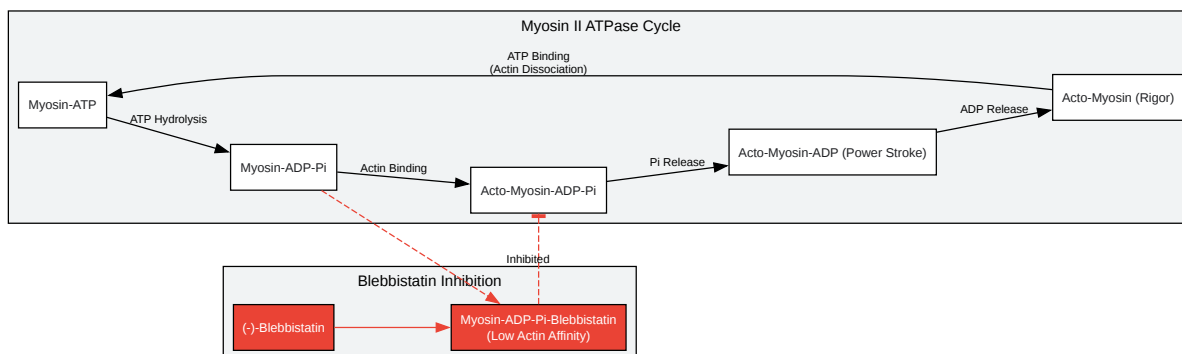 Myosin II ATPase Cycle
ATP Binding
(Actin Dissociation)
Myosin-ATP
Acto-Myosin (Rigor)
ADP Release
ATP Hydrolysis
Acto-Myosin-ADP (Power Stroke)
Pi Release
Myosin-ADP-Pi
Actin Binding
Acto-Myosin-ADP-Pi
Inhibited
Blebbistatin Inhibition
(-)-Blebbistatin
Myosin-ADP-Pi-Blebbistatin
(Low Actin Affinity)